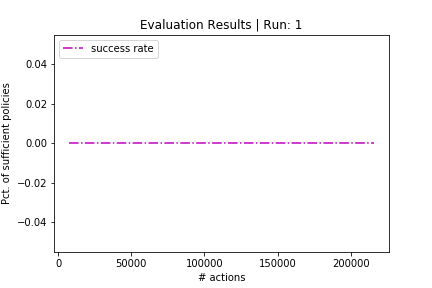 Evaluation Results | Run: 1
success rate
Pct. of sufficient policies
0.04
0.02
0.00
−0.02
−0.04
0
50000
100000
150000
200000
# actions